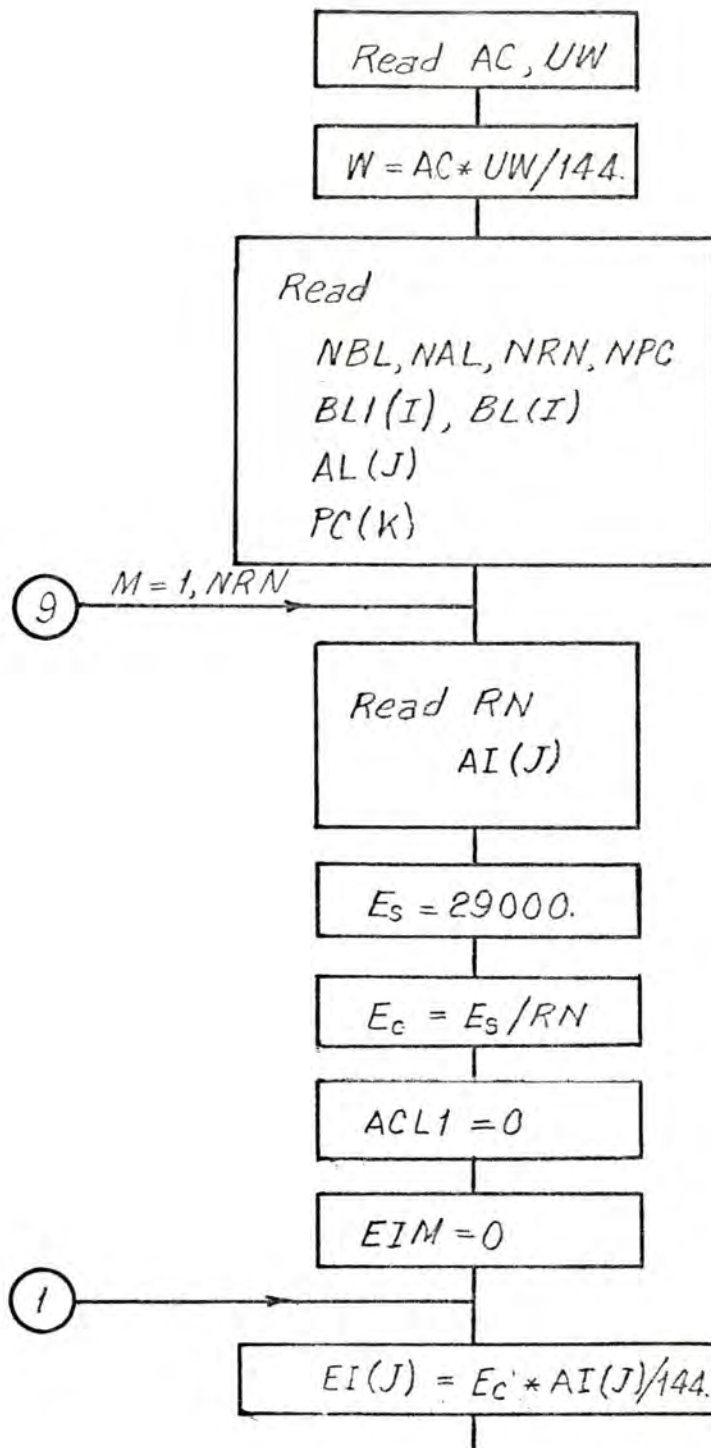 Read AC, UW
W = AC* UW/144.
Read
NBL, NAL, NRN, NPC
BL1(I), BL(I)
AL(J)
PC(K)
9
M=1, NRN
Read RN
AI(J)
Es = 29000.
Ec = Es/RN
ACL1 = 0
EIM = 0
1
EI(J) = Ec * AI(J)/144.